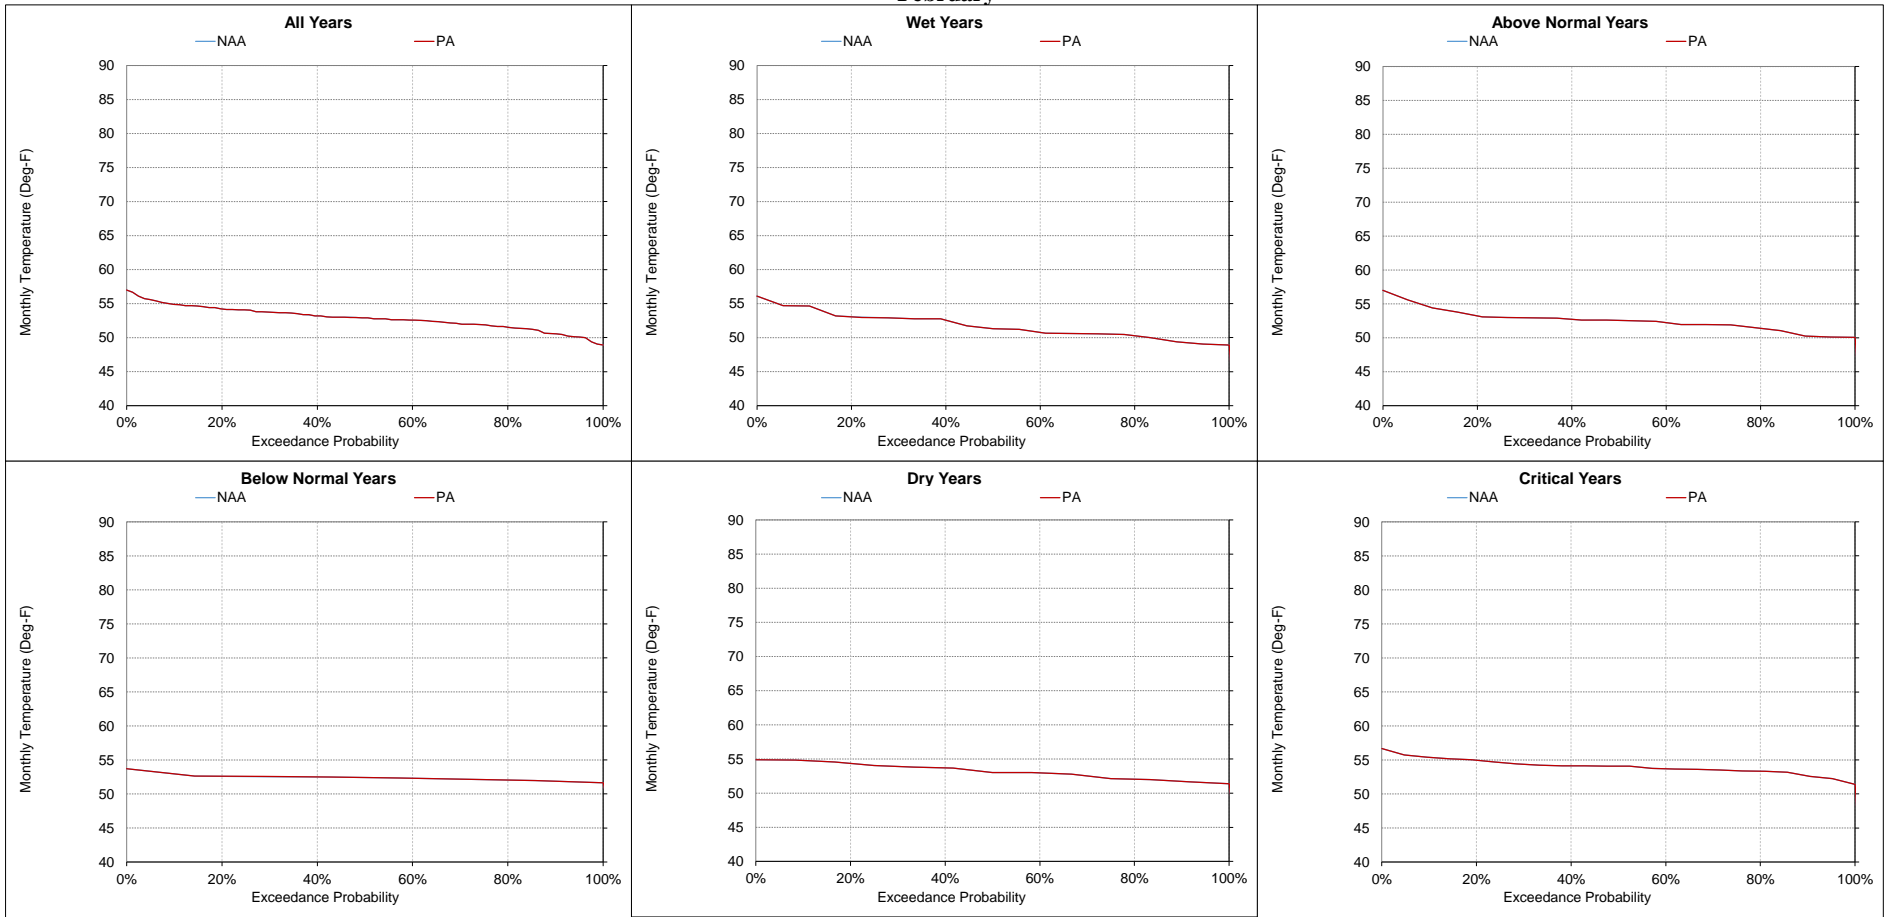 February
All Years
NAA PA
90
85
80
75
70
65
60
55
50
45
40
0% 20% 40% 60% 80% 100%
Monthly Temperature (Deg-F)
Exceedance Probability
Wet Years
NAA PA
90
85
80
75
70
65
60
55
50
45
40
0% 20% 40% 60% 80% 100%
Monthly Temperature (Deg-F)
Exceedance Probability
Above Normal Years
NAA PA
90
85
80
75
70
65
60
55
50
45
40
0% 20% 40% 60% 80% 100%
Monthly Temperature (Deg-F)
Exceedance Probability
Below Normal Years
NAA PA
90
85
80
75
70
65
60
55
50
45
40
0% 20% 40% 60% 80% 100%
Monthly Temperature (Deg-F)
Exceedance Probability
Dry Years
NAA PA
90
85
80
75
70
65
60
55
50
45
40
0% 20% 40% 60% 80% 100%
Monthly Temperature (Deg-F)
Exceedance Probability
Critical Years
NAA PA
90
85
80
75
70
65
60
55
50
45
40
0% 20% 40% 60% 80% 100%
Monthly Temperature (Deg-F)
Exceedance Probability